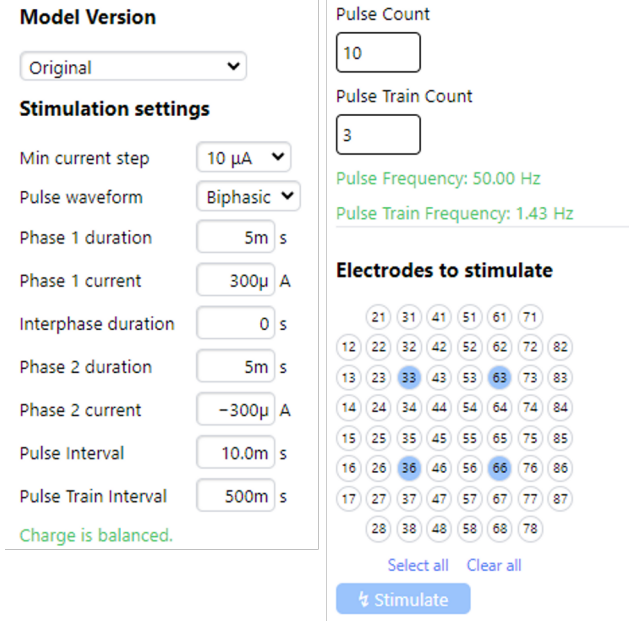 Model Version
Original
Stimulation settings
Min current step 10 µA
Pulse waveform Biphasic
Phase 1 duration 5m s
Phase 1 current 300µ A
Interphase duration 0 s
Phase 2 duration 5m s
Phase 2 current −300µ A
Pulse Interval 10.0m s
Pulse Train Interval 500m s
Charge is balanced.
Pulse Count
10
Pulse Train Count
3
Pulse Frequency: 50.00 Hz
Pulse Train Frequency: 1.43 Hz
Electrodes to stimulate
21 31 41 51 61 71
12 22 32 42 52 62 72 82
13 23 33 43 53 63 73 83
14 24 34 44 54 64 74 84
15 25 35 45 55 65 75 85
16 26 36 46 56 66 76 86
17 27 37 47 57 67 77 87
28 38 48 58 68 78
Select all Clear all
Stimulate